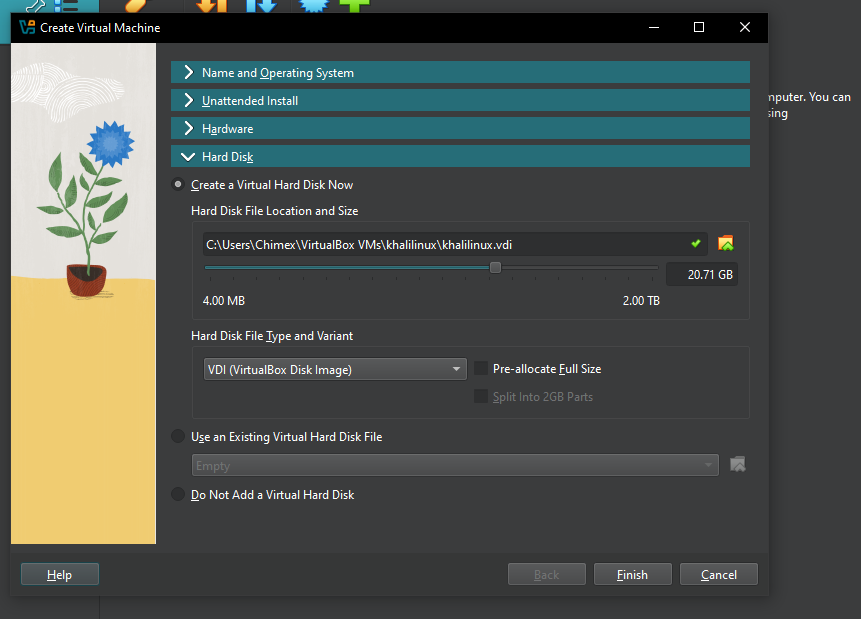 Create Virtual Machine
Name and Operating System
mputer. You can
sing
Unattended Install
Hardware
Hard Disk
Create a Virtual Hard Disk Now
Hard Disk File Location and Size
C:\Users\Chimex\VirtualBox VMs\khalilinux\khalilinux.vdi
20.71 GB
4.00 MB 2.00 TB
Hard Disk File Type and Variant
VDI (VirtualBox Disk Image) Pre-allocate Full Size
Split Into 2GB Parts
Use an Existing Virtual Hard Disk File
Empty
Do Not Add a Virtual Hard Disk
Help Back Finish Cancel